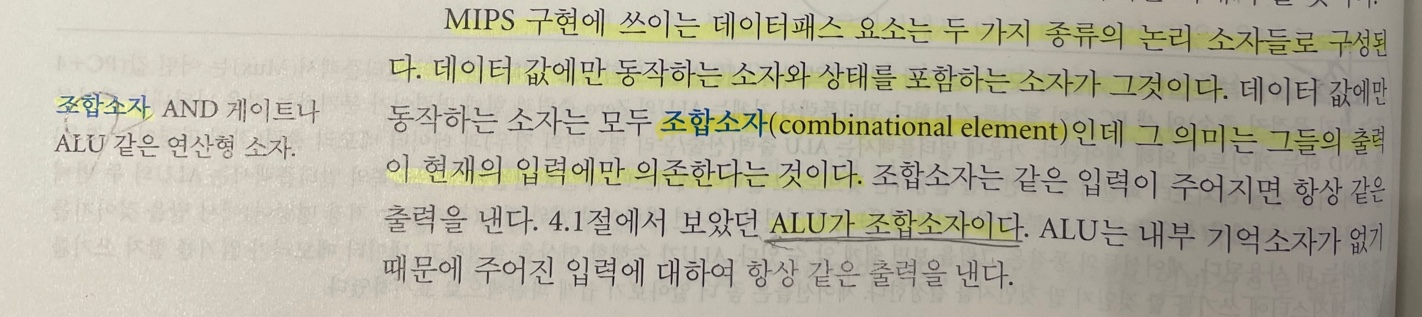 MIPS 구현에 쓰이는 데이터패스 요소는 두 가지 종류의 논리 소자들로 구성된
다. 데이터 값에만 동작하는 소자와 상태를 포함하는 소자가 그것이다. 데이터 값에만
동작하는 소자는 모두 조합소자(combinational element)인데 그 의미는 그들의 출력
이 현재의 입력에만 의존한다는 것이다. 조합소자는 같은 입력이 주어지면 항상 같은
출력을 낸다. 4.1절에서 보았던 ALU가 조합소자이다. ALU는 내부 기억소자가 없기
때문에 주어진 입력에 대하여 항상 같은 출력을 낸다.
조합소자 AND 게이트나
ALU 같은 연산형 소자.